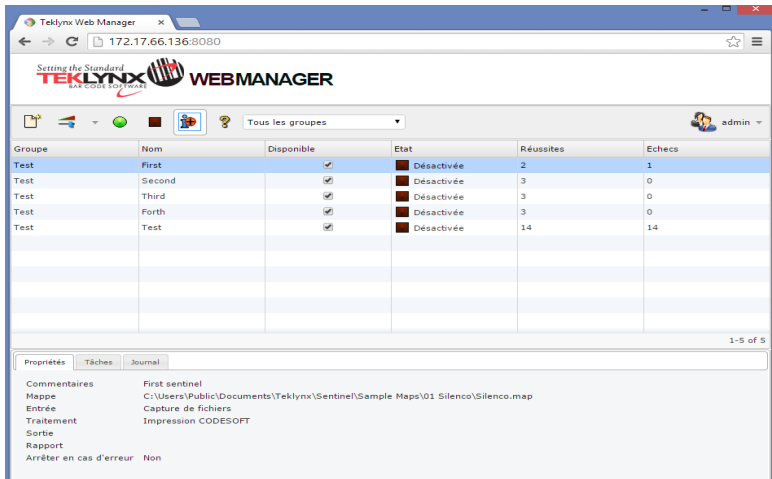 Teklynx Web Manager
172.17.66.136:8080
Setting the Standard
TEKLYNX
BAR CODE SOFTWARE
WEBMANAGER
Tous les groupes
admin
Groupe Nom Disponible Etat Réussites Echecs
Test First Désactivée 2 1
Test Second Désactivée 3 0
Test Third Désactivée 3 0
Test Forth Désactivée 3 0
Test Test Désactivée 14 14
1-5 of 5
Propriétés Tâches Journal
Commentaires First sentinel
Mappe C:\Users\Public\Documents\Teklynx\Sentinel\Sample Maps\01 Silenco\Silenco.map
Entrée Capture de fichiers
Traitement Impression CODESOFT
Sortie
Rapport
Arrêter en cas d'erreur Non